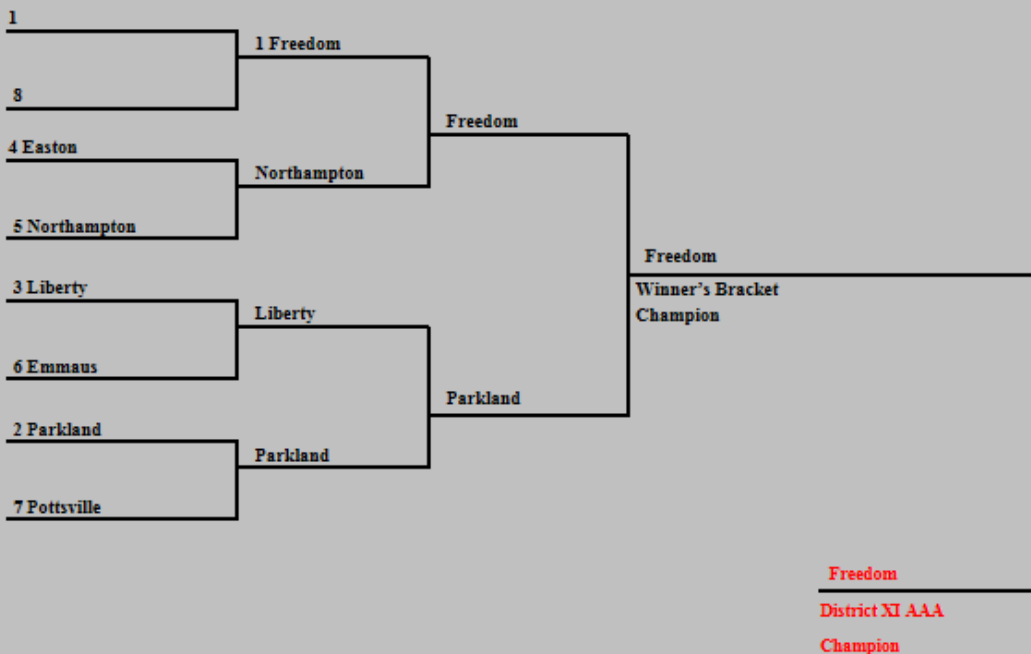 1
1 Freedom
8
Freedom
4 Easton
Northampton
5 Northampton
Freedom
3 Liberty
Winner's Bracket
Champion
Liberty
6 Emmaus
Parkland
2 Parkland
Parkland
7 Pottsville
Freedom
District XI AAA
Champion